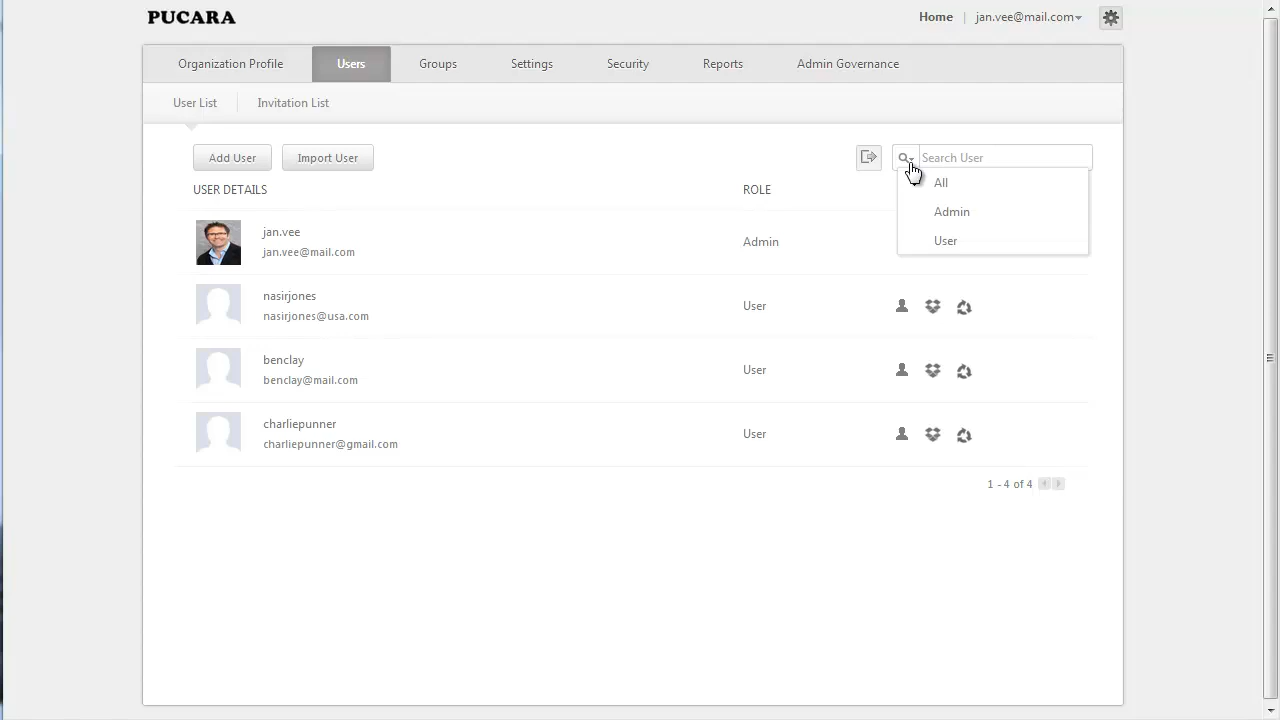 PUCARA
Home | jan.vee@mail.com
Organization Profile Users Groups Settings Security Reports Admin Governance
User List Invitation List
Add User Import User Search User
USER DETAILS ROLE
All
Admin
User
jan.vee
jan.vee@mail.com
Admin
nasirjones
nasirjones@usa.com
User
benclay
benclay@mail.com
User
charliepunner
charliepunner@gmail.com
User
1 - 4 of 4